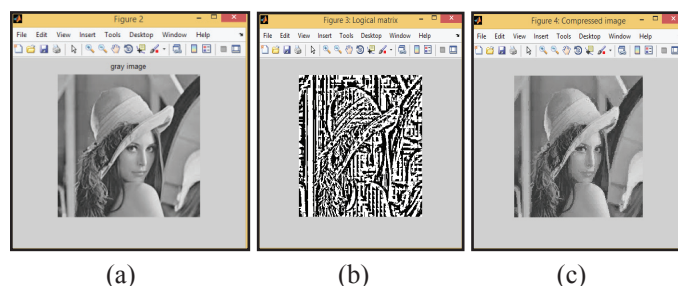 Figure 2
File Edit View Insert Tools Desktop Window Help
gray image
(a)
Figure 3: Logical matrix
File Edit View Insert Tools Desktop Window Help
(b)
Figure 4: Compressed image
File Edit View Insert Tools Desktop Window Help
(c)